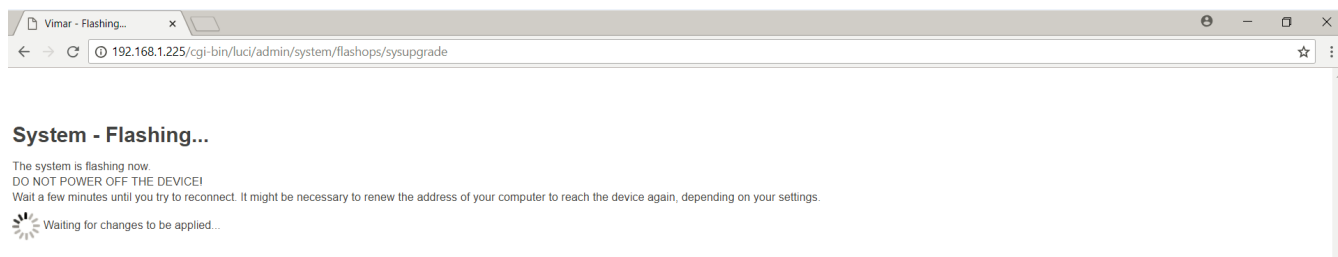 Vimar - Flashing...
192.168.1.225/cgi-bin/luci/admin/system/flashops/sysupgrade
System - Flashing...
The system is flashing now.
DO NOT POWER OFF THE DEVICE!
Wait a few minutes until you try to reconnect. It might be necessary to renew the address of your computer to reach the device again, depending on your settings.
Waiting for changes to be applied...